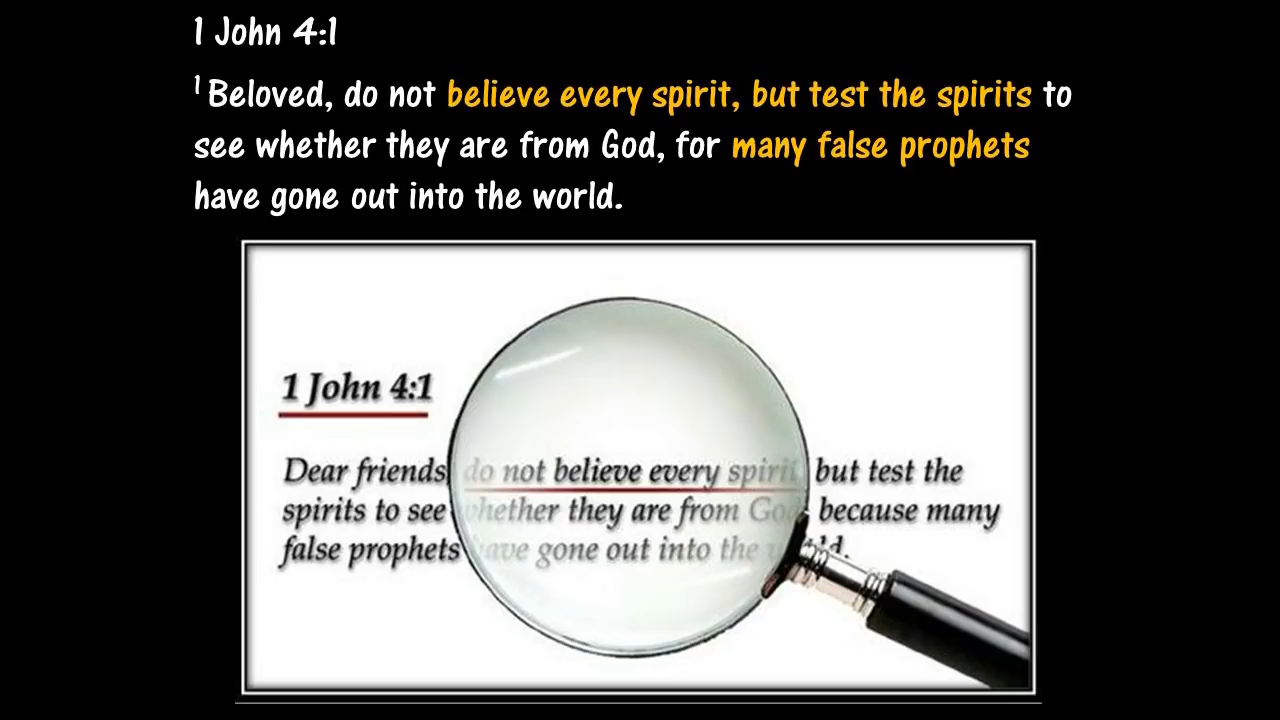 1 John 4:1
1 Beloved, do not believe every spirit, but test the spirits to
see whether they are from God, for many false prophets
have gone out into the world.
1 John 4:1
Dear friends, do not believe every spirit, but test the
spirits to see whether they are from God, because many
false prophets have gone out into the world.